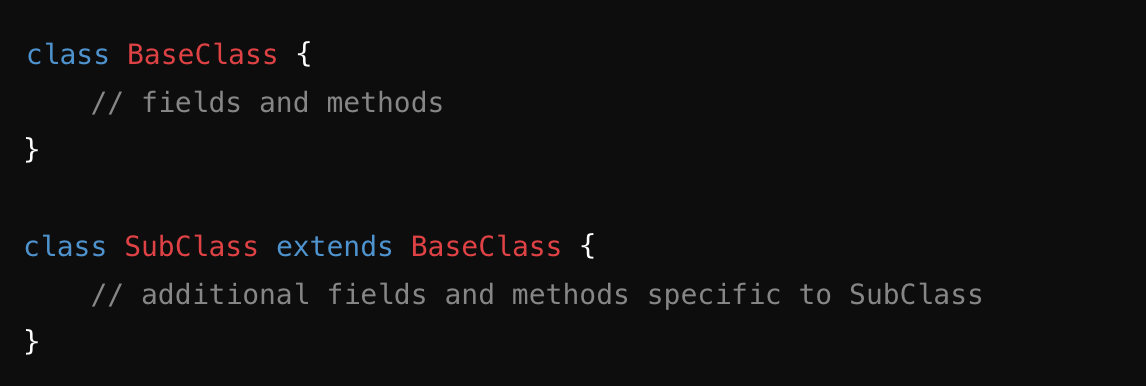 class BaseClass {
    // fields and methods
}

class SubClass extends BaseClass {
    // additional fields and methods specific to SubClass
}